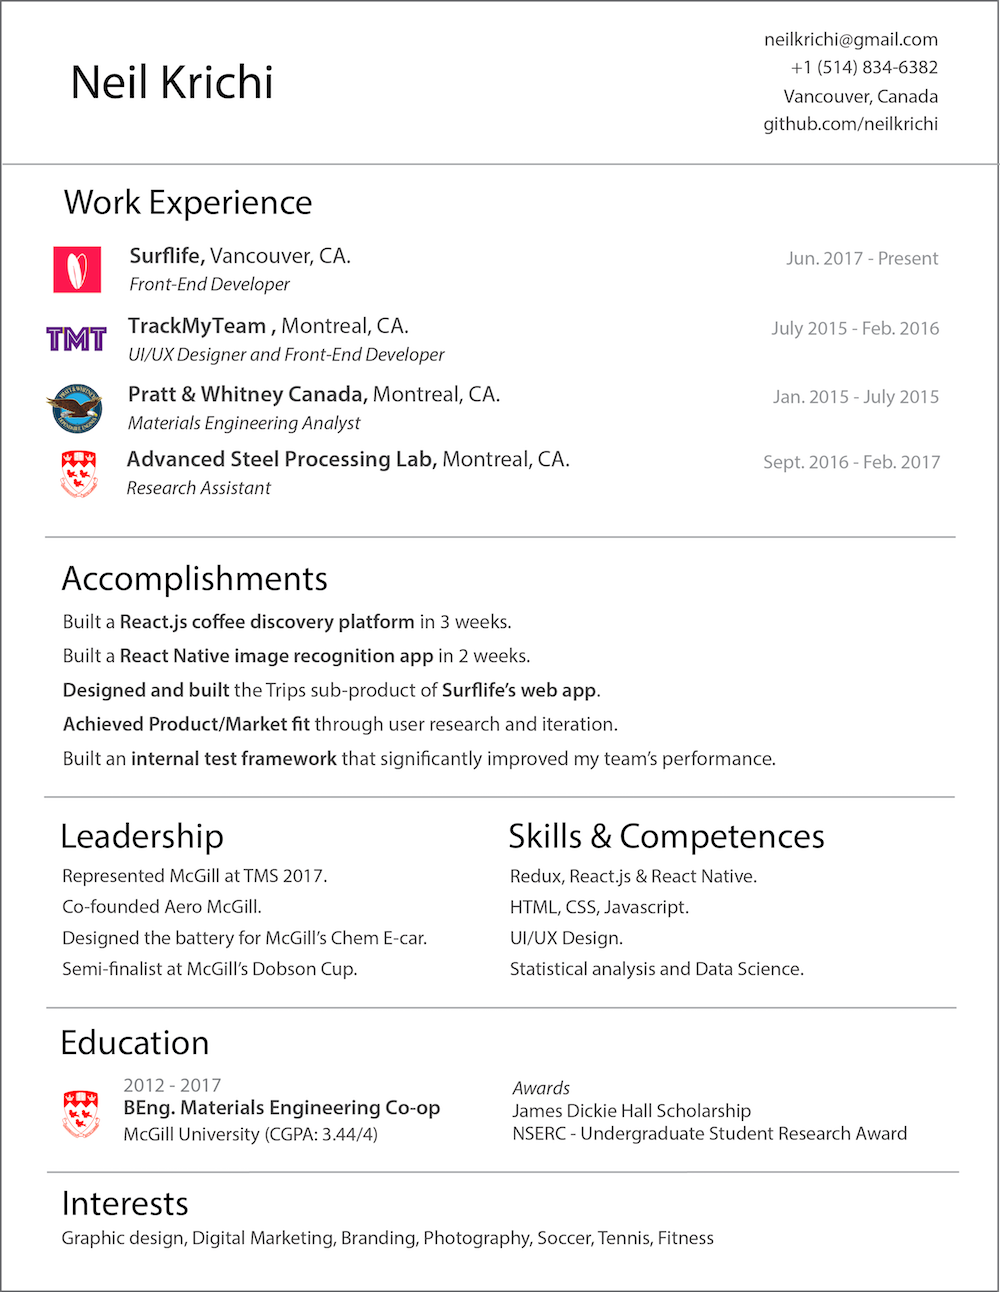 Neil Krichi
neilkrichi@gmail.com
+1 (514) 834-6382
Vancouver, Canada
github.com/neilkrichi
Work Experience
Surflife, Vancouver, CA.
Jun. 2017 - Present
Front-End Developer
TMT
TrackMyTeam , Montreal, CA.
July 2015 - Feb. 2016
UI/UX Designer and Front-End Developer
Pratt & Whitney Canada, Montreal, CA.
Jan. 2015 - July 2015
Materials Engineering Analyst
Advanced Steel Processing Lab, Montreal, CA.
Sept. 2016 - Feb. 2017
Research Assistant
Accomplishments
Built a React.js coffee discovery platform in 3 weeks.
Built a React Native image recognition app in 2 weeks.
Designed and built the Trips sub-product of Surflife's web app.
Achieved Product/Market fit through user research and iteration.
Built an internal test framework that significantly improved my team's performance.
Leadership
Represented McGill at TMS 2017.
Co-founded Aero McGill.
Designed the battery for McGill's Chem E-car.
Semi-finalist at McGill's Dobson Cup.
Skills & Competences
Redux, React.js & React Native.
HTML, CSS, Javascript.
UI/UX Design.
Statistical analysis and Data Science.
Education
2012 - 2017
BEng. Materials Engineering Co-op
McGill University (CGPA: 3.44/4)
Awards
James Dickie Hall Scholarship
NSERC - Undergraduate Student Research Award
Interests
Graphic design, Digital Marketing, Branding, Photography, Soccer, Tennis, Fitness